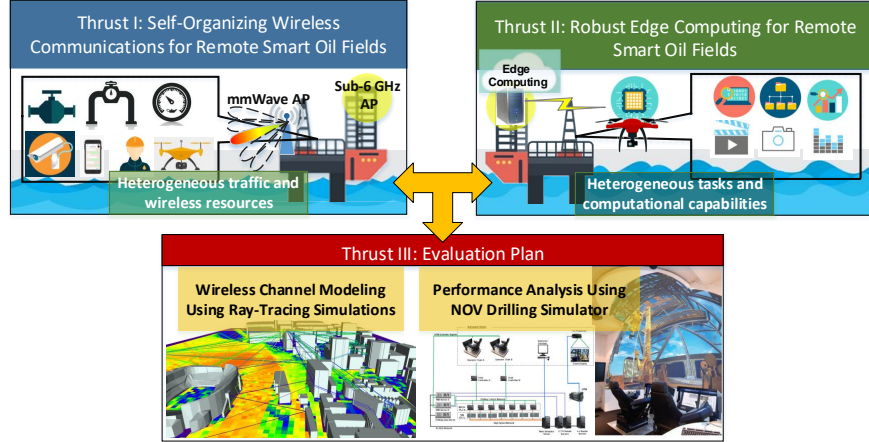 Thrust I: Self-Organizing Wireless
Communications for Remote Smart Oil Fields
mmWave AP
Sub-6 GHz
AP
Heterogeneous traffic and
wireless resources
Thrust II: Robust Edge Computing for Remote
Smart Oil Fields
Edge
Computing
Heterogeneous tasks and
computational capabilities
Thrust III: Evaluation Plan
Wireless Channel Modeling
Using Ray-Tracing Simulations
Performance Analysis Using
NOV Drilling Simulator